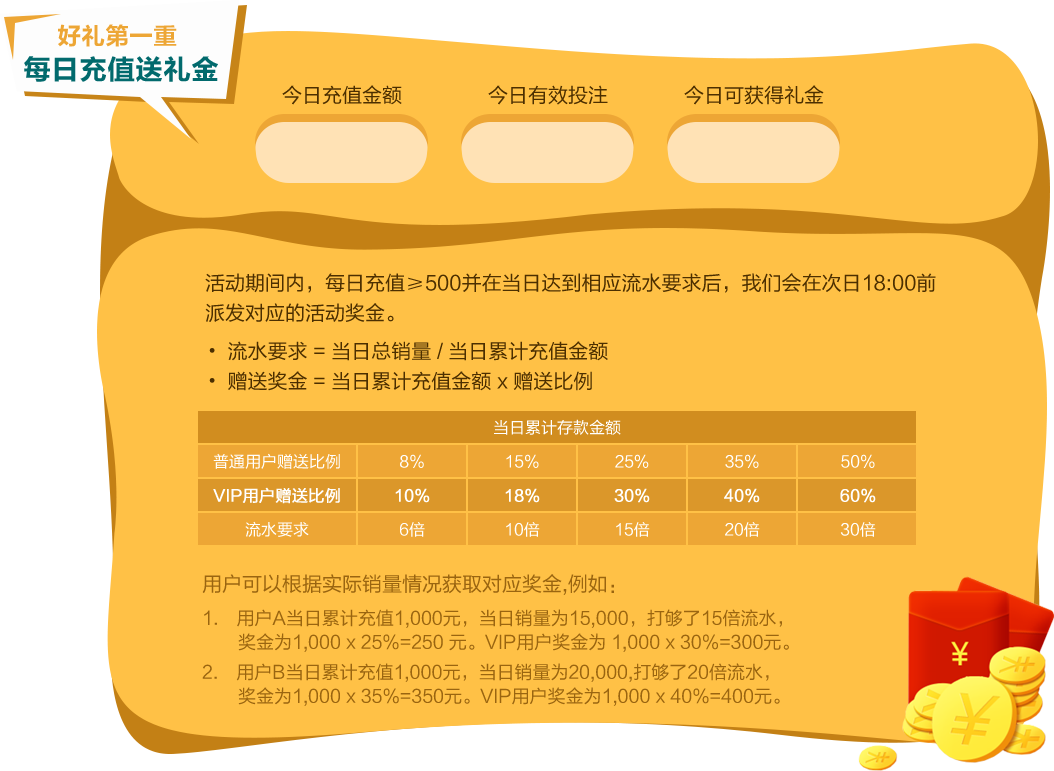 好礼第一重
每日充值送礼金
今日充值金额 今日有效投注 今日可获得礼金
活动期间内，每日充值≥500并在当日达到相应流水要求后，我们会在次日18:00前
派发对应的活动奖金。
• 流水要求 = 当日总销量 / 当日累计充值金额
• 赠送奖金 = 当日累计充值金额 x 赠送比例
当日累计存款金额
普通用户赠送比例 8% 15% 25% 35% 50%
VIP用户赠送比例 10% 18% 30% 40% 60%
流水要求 6倍 10倍 15倍 20倍 30倍
用户可以根据实际销量情况获取对应奖金,例如：
1. 用户A当日累计充值1,000元，当日销量为15,000，打够了15倍流水，
奖金为1,000 x 25%=250 元。VIP用户奖金为 1,000 x 30%=300元。
2. 用户B当日累计充值1,000元，当日销量为20,000,打够了20倍流水，
奖金为1,000 x 35%=350元。VIP用户奖金为1,000 x 40%=400元。
¥